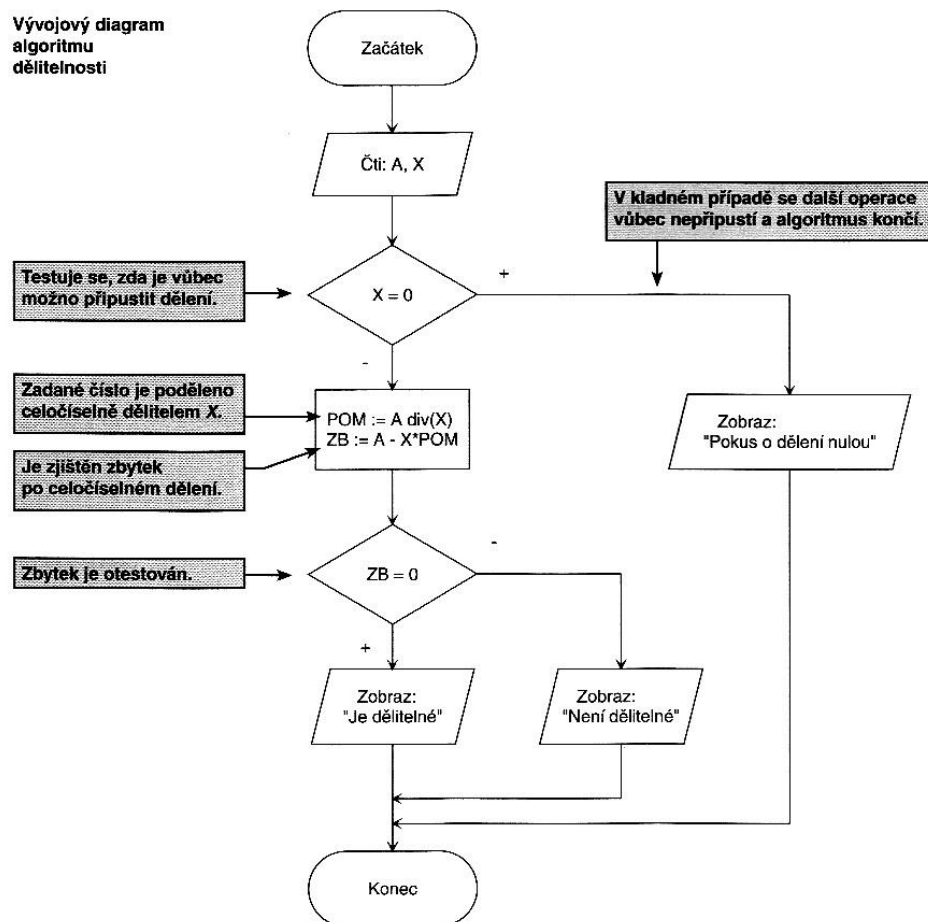 Vývojový diagram
algoritmu
dělitelnosti
Začátek
Čti: A, X
V kladném případě se další operace
vůbec nepřipustí a algoritmus končí.
Testuje se, zda je vůbec
možno připustit dělení.
X = 0
+
-
Zadané číslo je poděleno
celočíselně dělitelem X.
POM := A div(X)
ZB := A - X*POM
Zobraz:
"Pokus o dělení nulou"
Je zjištěn zbytek
po celočíselném dělení.
Zbytek je otestován.
ZB = 0
-
+
Zobraz:
"Je dělitelné"
Zobraz:
"Není dělitelné"
Konec